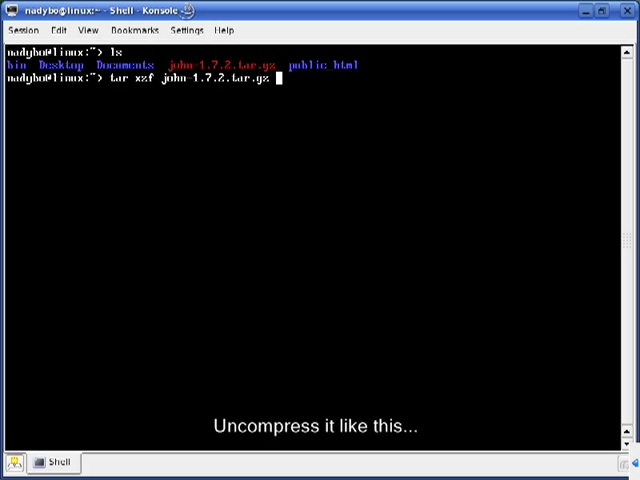 nadybo@linux:~ - Shell - Konsole
Session Edit View Bookmarks Settings Help
nadybo@linux:~> ls
bin Desktop Documents john-1.7.2.tar.gz public_html
nadybo@linux:~> tar xzf john-1.7.2.tar.gz
Uncompress it like this...
Shell